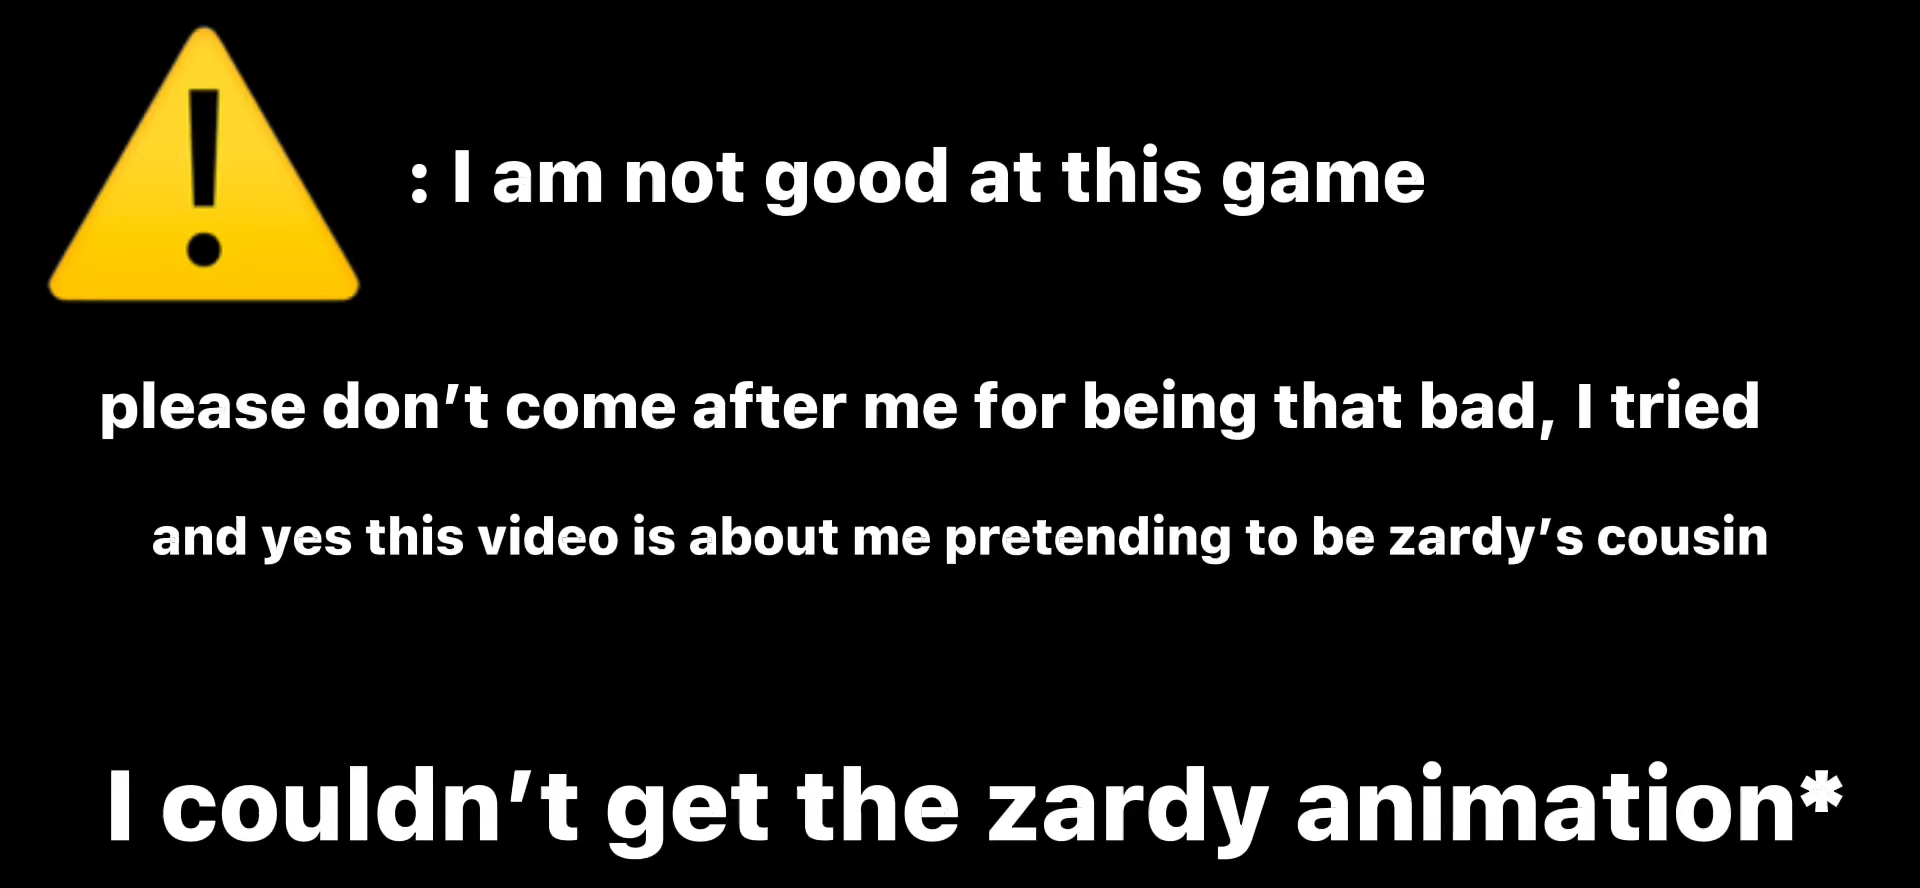 : I am not good at this game
please don’t come after me for being that bad, I tried
and yes this video is about me pretending to be zardy’s cousin
I couldn’t get the zardy animation*